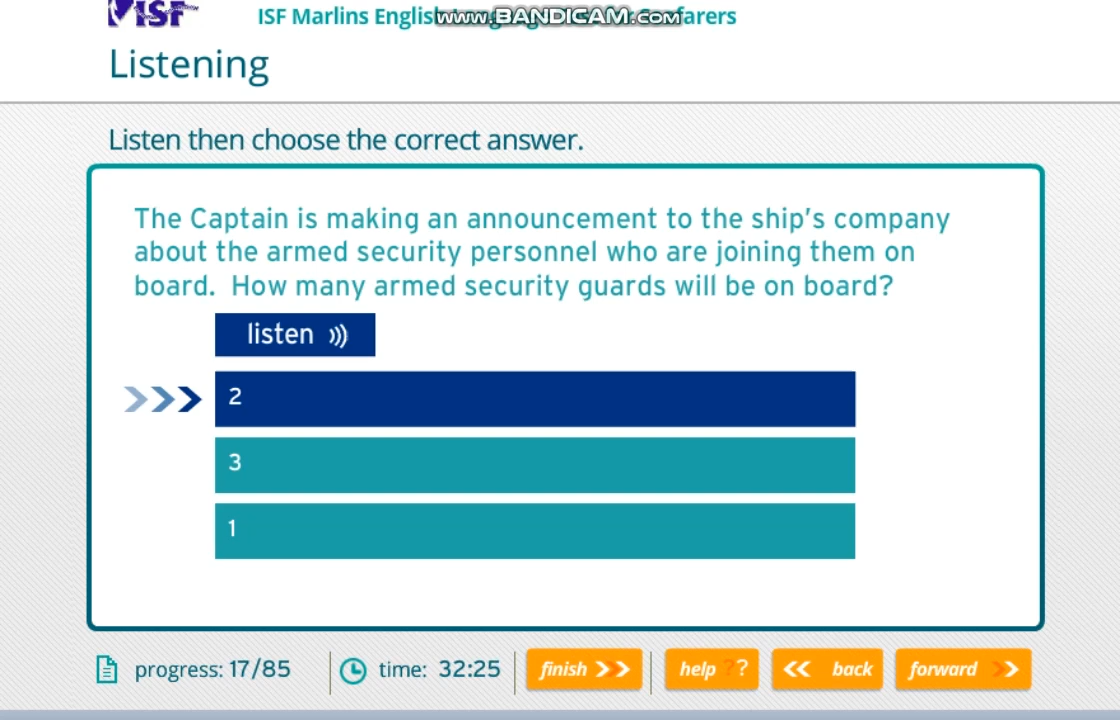 ISF
ISF Marlins English
www.BANDICAM.com
farers
Listening
Listen then choose the correct answer.
The Captain is making an announcement to the ship's company
about the armed security personnel who are joining them on
board. How many armed security guards will be on board?
listen
2
3
1
progress: 17/85
time: 32:25
finish
help ??
back
forward